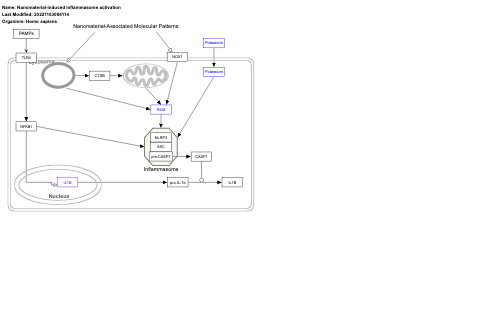 Name: Nanomaterial-induced inflammasome activation
Last Modified: 20221103084114
Organism: Homo sapiens
Nanomaterial-Associated Molecular Patterns
PAMPs
Potassium
TLR4
NOX1
Lysosome
CTSB
Potassium
ROS
NFKB1
NLRP3
ASC
pro-CASP1
CASP1
Inflammasome
IL1B
pro-IL-1b
IL1B
Nucleus